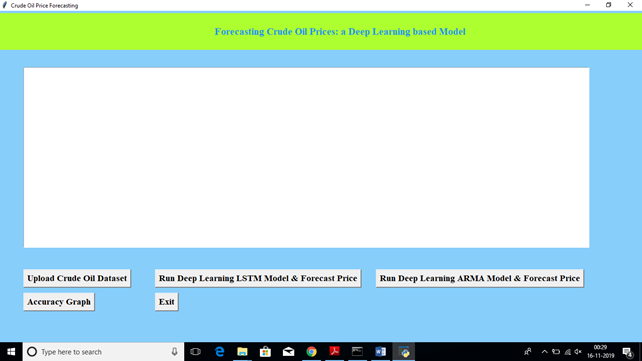 Crude Oil Price Forecasting
Forecasting Crude Oil Prices: a Deep Learning based Model
Upload Crude Oil Dataset
Run Deep Learning LSTM Model & Forecast Price
Run Deep Learning ARMA Model & Forecast Price
Accuracy Graph
Exit
Type here to search
00:29
16-11-2019